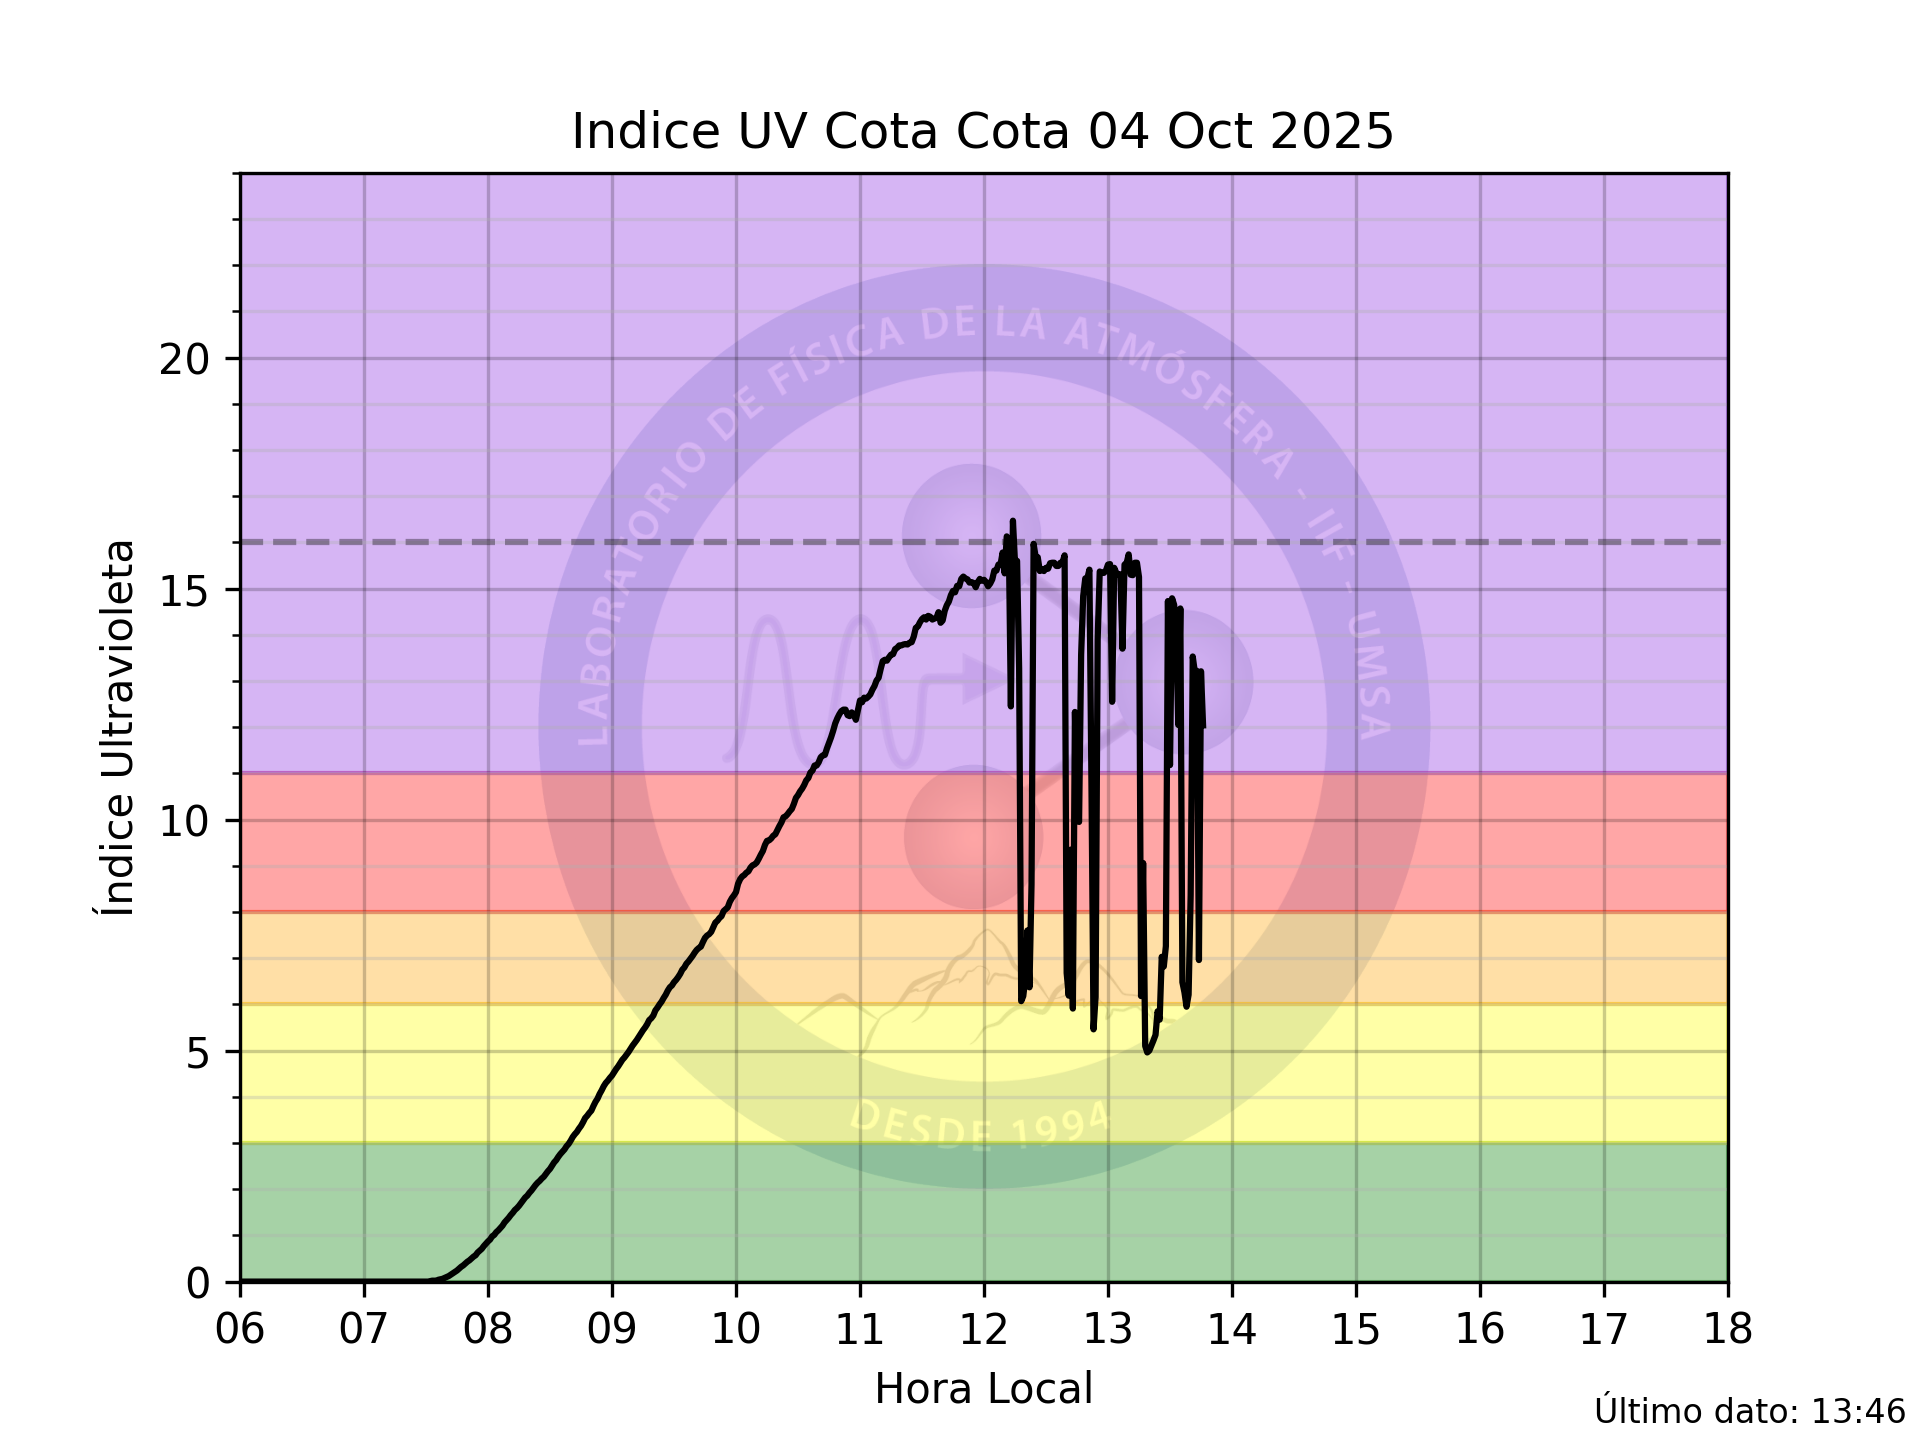 Indice UV Cota Cota 04 Oct 2025
Índice Ultravioleta
20
15
10
5
0
LABORATORIO DE FÍSICA DE LA ATMÓSFERA - IIF - UMSA
DESDE 1994
06 07 08 09 10 11 12 13 14 15 16 17 18
Hora Local
Último dato: 13:46